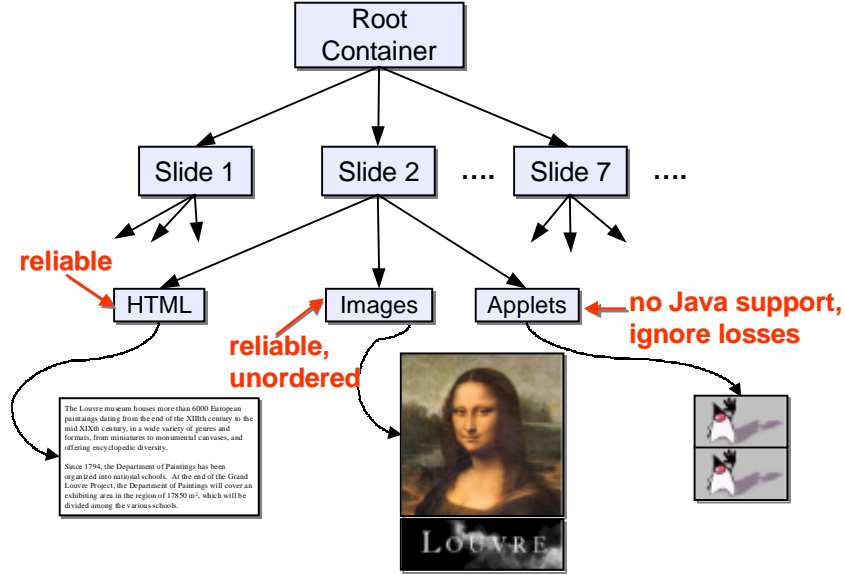 Root
Container
Slide 1
Slide 2
....
Slide 7
....
reliable
HTML
Images
Applets
no Java support,
ignore losses
reliable,
unordered
The Louvre museum houses more than 6000 European
paintaings dating from the end of the XIIIth century to the
mid XIXth century, in a wide variety of genres and
formats, from miniatures to monumental canvases, and
offering encyclopedic diversity.
Since 1794, the Department of Paintings has been
organized into national schools. At the end of the Grand
Louvre Project, the Department of Paintings will cover an
exhibiting area in the region of 17850 m², which will be
divided among the various schools.
LOUVRE